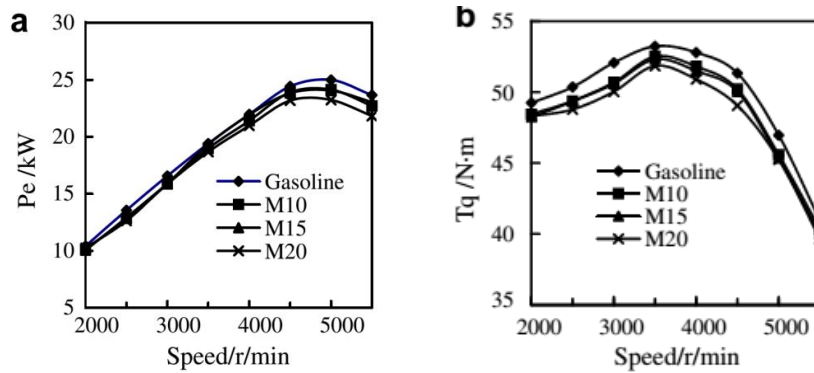 a
30
25
20
15
10
5
Pe /kW
Gasoline
M10
M15
M20
2000 3000 4000 5000
Speed/r/min
b
55
50
45
40
35
Tq /N·m
Gasoline
M10
M15
M20
2000 3000 4000 5000
Speed/r/min